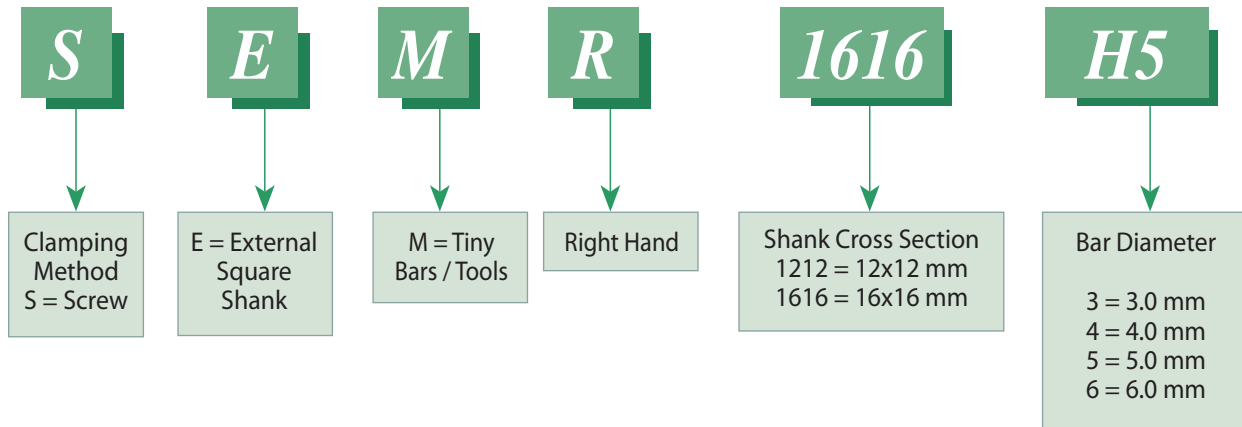 S E M R 1616 H5
Clamping
Method
S = Screw
E = External
Square
Shank
M = Tiny
Bars / Tools
Right Hand
Shank Cross Section
1212 = 12x12 mm
1616 = 16x16 mm
Bar Diameter
3 = 3.0 mm
4 = 4.0 mm
5 = 5.0 mm
6 = 6.0 mm